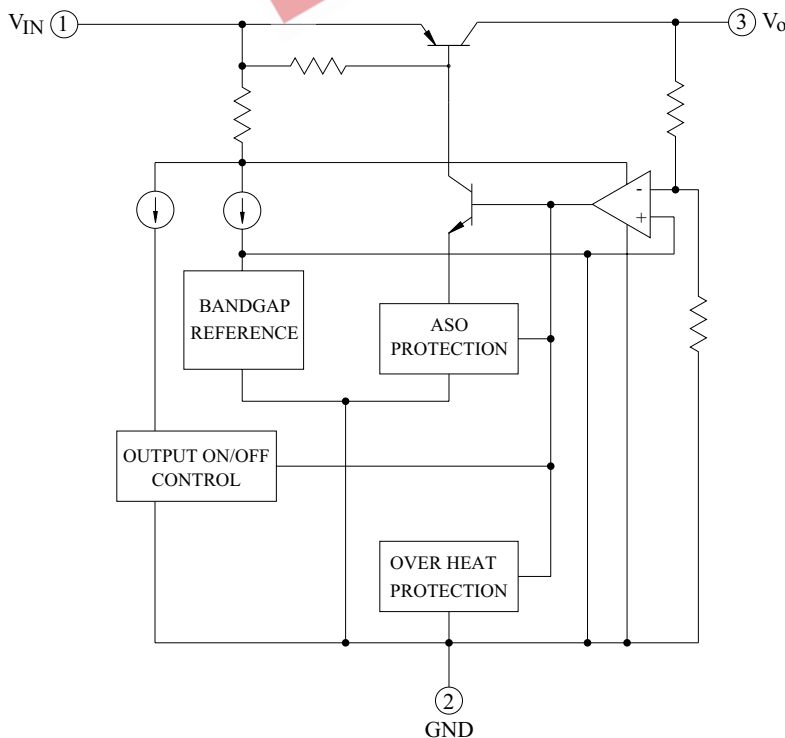 VIN 1
3 Vo
-
+
BANDGAP
REFERENCE
ASO
PROTECTION
OUTPUT ON/OFF
CONTROL
OVER HEAT
PROTECTION
2
GND